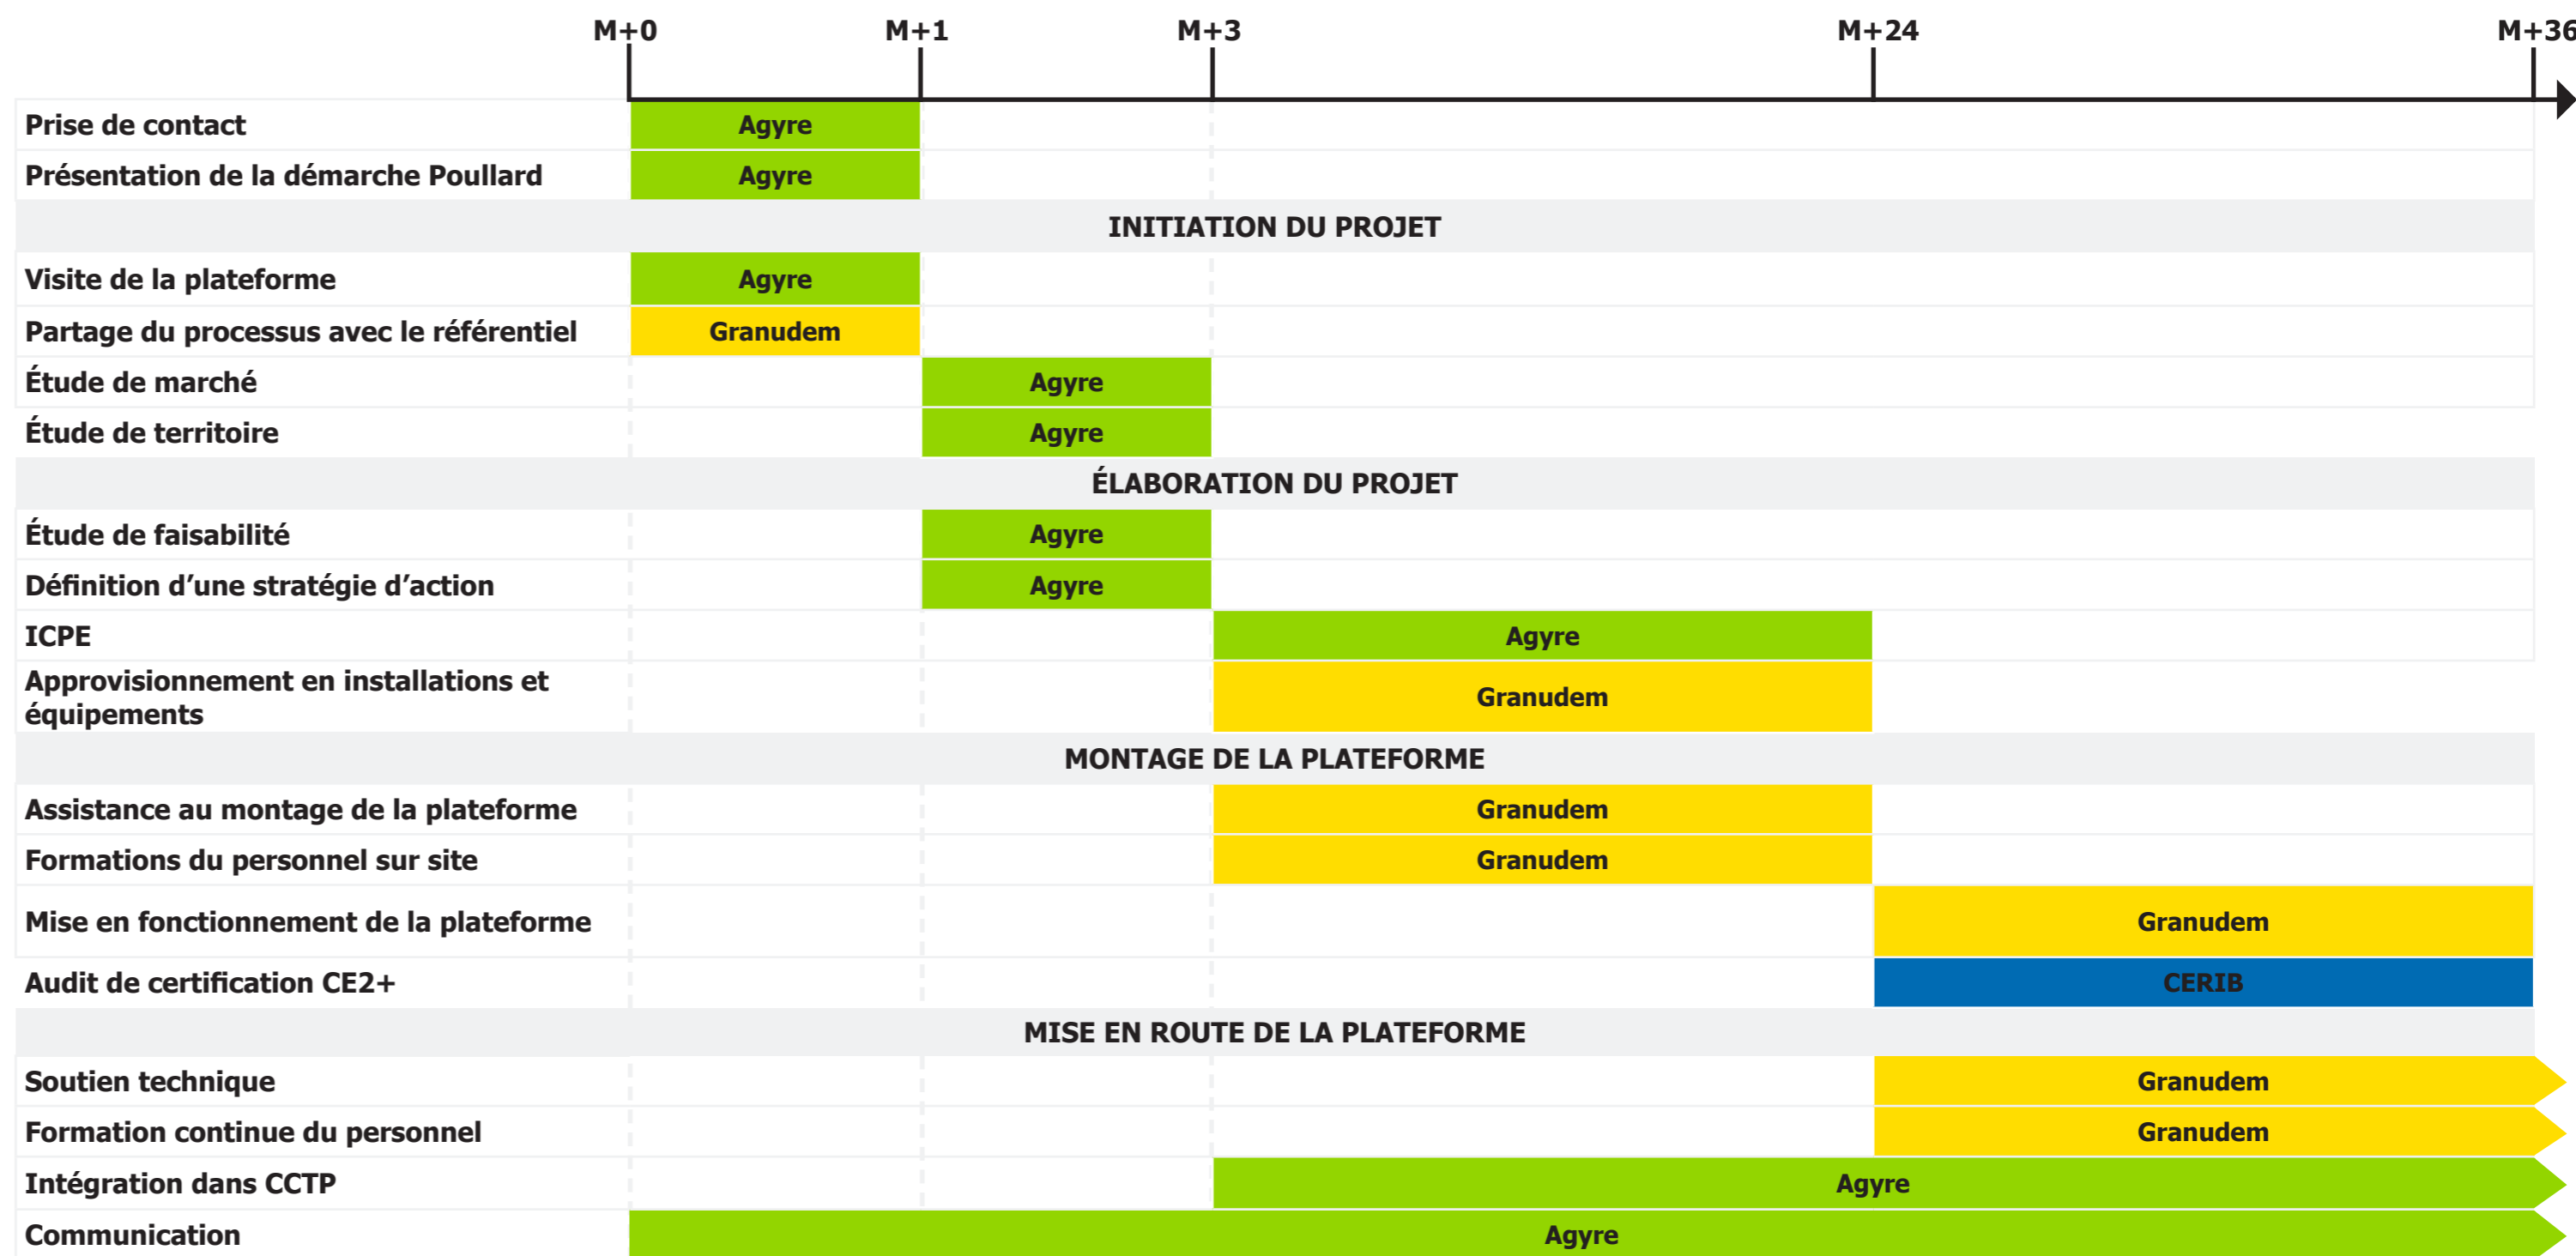 M+0 M+1 M+3 M+24 M+36
Prise de contact Agyre
Présentation de la démarche Poullard Agyre
INITIATION DU PROJET
Visite de la plateforme Agyre
Partage du processus avec le référentiel Granudem
Étude de marché Agyre
Étude de territoire Agyre
ÉLABORATION DU PROJET
Étude de faisabilité Agyre
Définition d’une stratégie d’action Agyre
ICPE Agyre
Approvisionnement en installations et
équipements Granudem
MONTAGE DE LA PLATEFORME
Assistance au montage de la plateforme Granudem
Formations du personnel sur site Granudem
Mise en fonctionnement de la plateforme Granudem
Audit de certification CE2+ CERIB
MISE EN ROUTE DE LA PLATEFORME
Soutien technique Granudem
Formation continue du personnel Granudem
Intégration dans CCTP Agyre
Communication Agyre